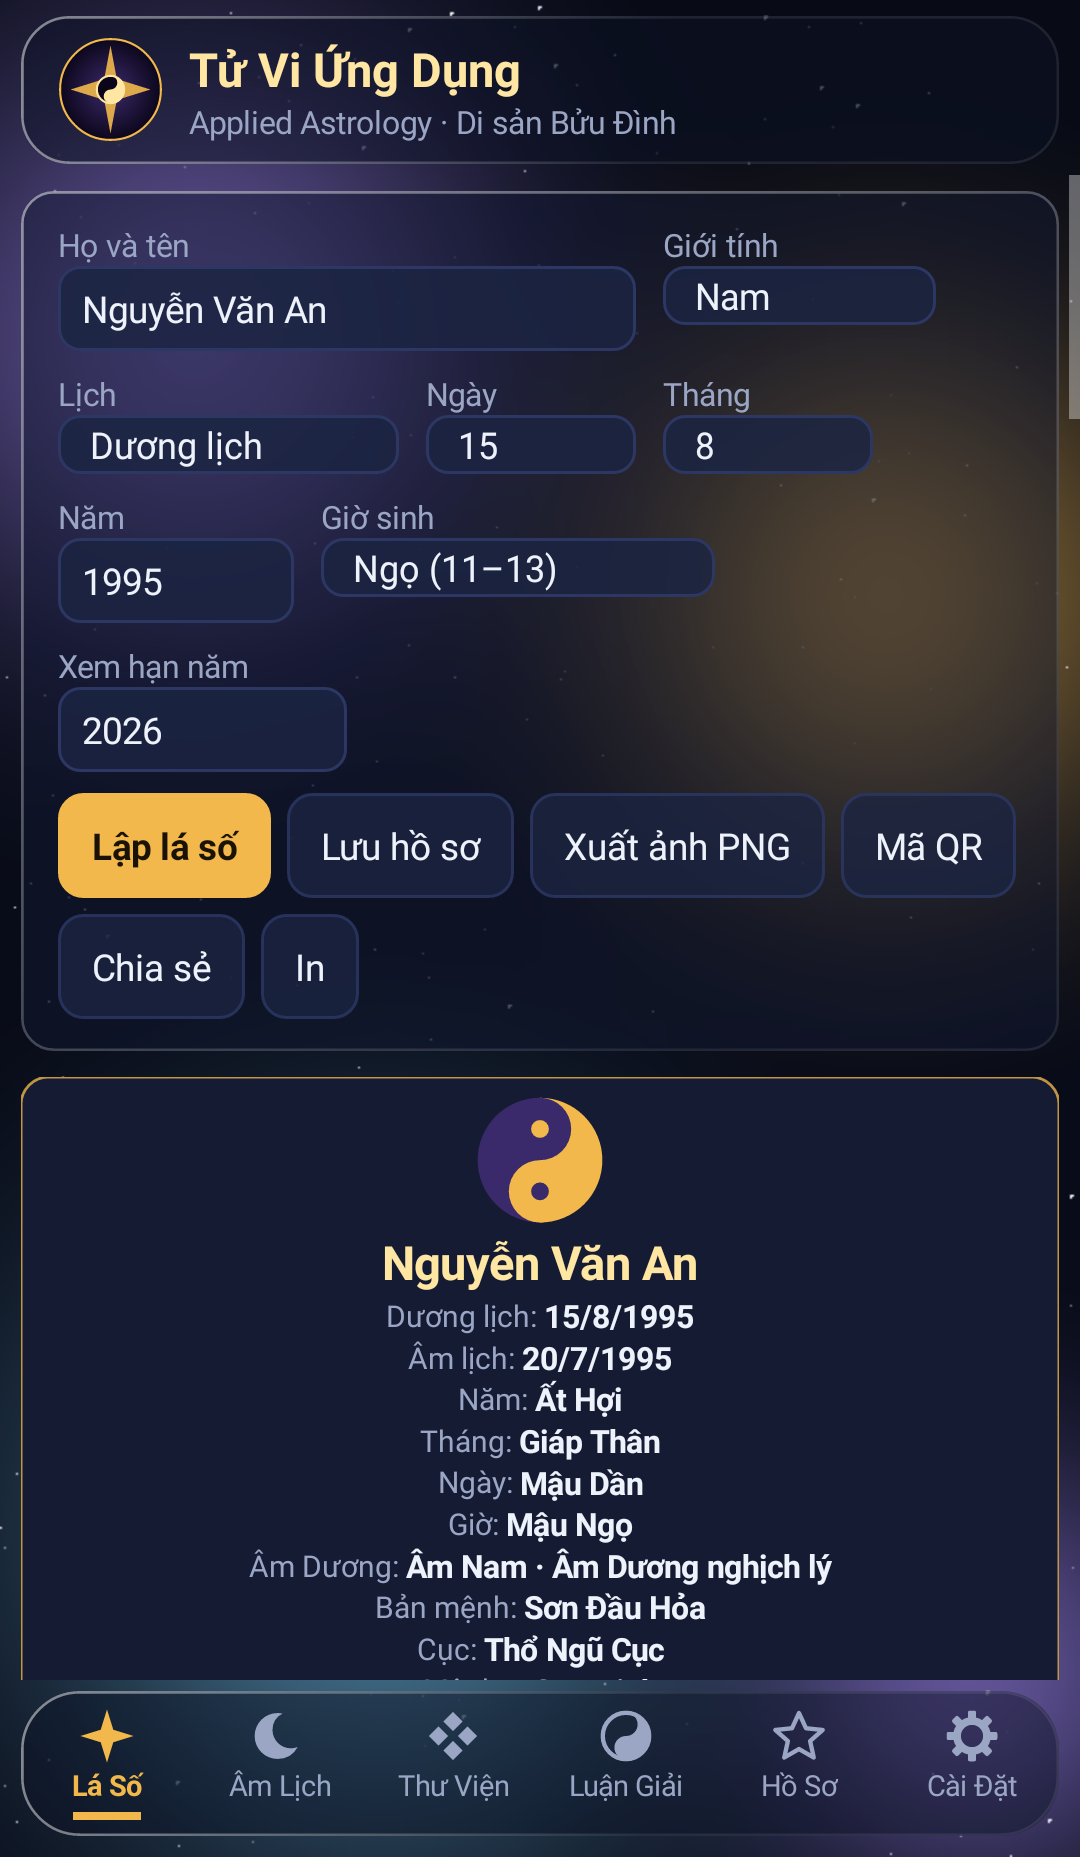 Tử Vi Ứng Dụng
Applied Astrology · Di sản Bửu Đình
Họ và tên
Giới tính
Nguyễn Văn An
Nam
Lịch
Ngày
Tháng
Dương lịch
15
8
Năm
Giờ sinh
1995
Ngọ (11–13)
Xem hạn năm
2026
Lập lá số
Lưu hồ sơ
Xuất ảnh PNG
Mã QR
Chia sẻ
In
Nguyễn Văn An
Dương lịch: 15/8/1995
Âm lịch: 20/7/1995
Năm: Ất Hợi
Tháng: Giáp Thân
Ngày: Mậu Dần
Giờ: Mậu Ngọ
Âm Dương: Âm Nam · Âm Dương nghịch lý
Bản mệnh: Sơn Đầu Hỏa
Cục: Thổ Ngũ Cục
Lá Số
Âm Lịch
Thư Viện
Luận Giải
Hồ Sơ
Cài Đặt